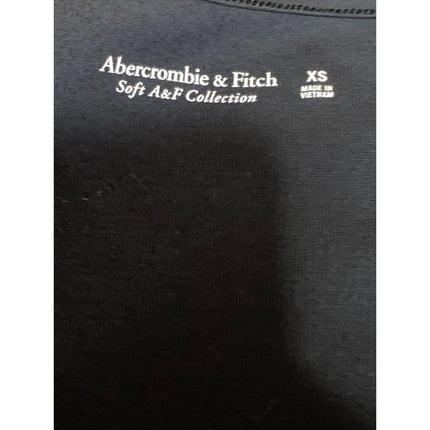 Abercrombie & Fitch
Soft A&F Collection
XS
MADE IN
VIETNAM